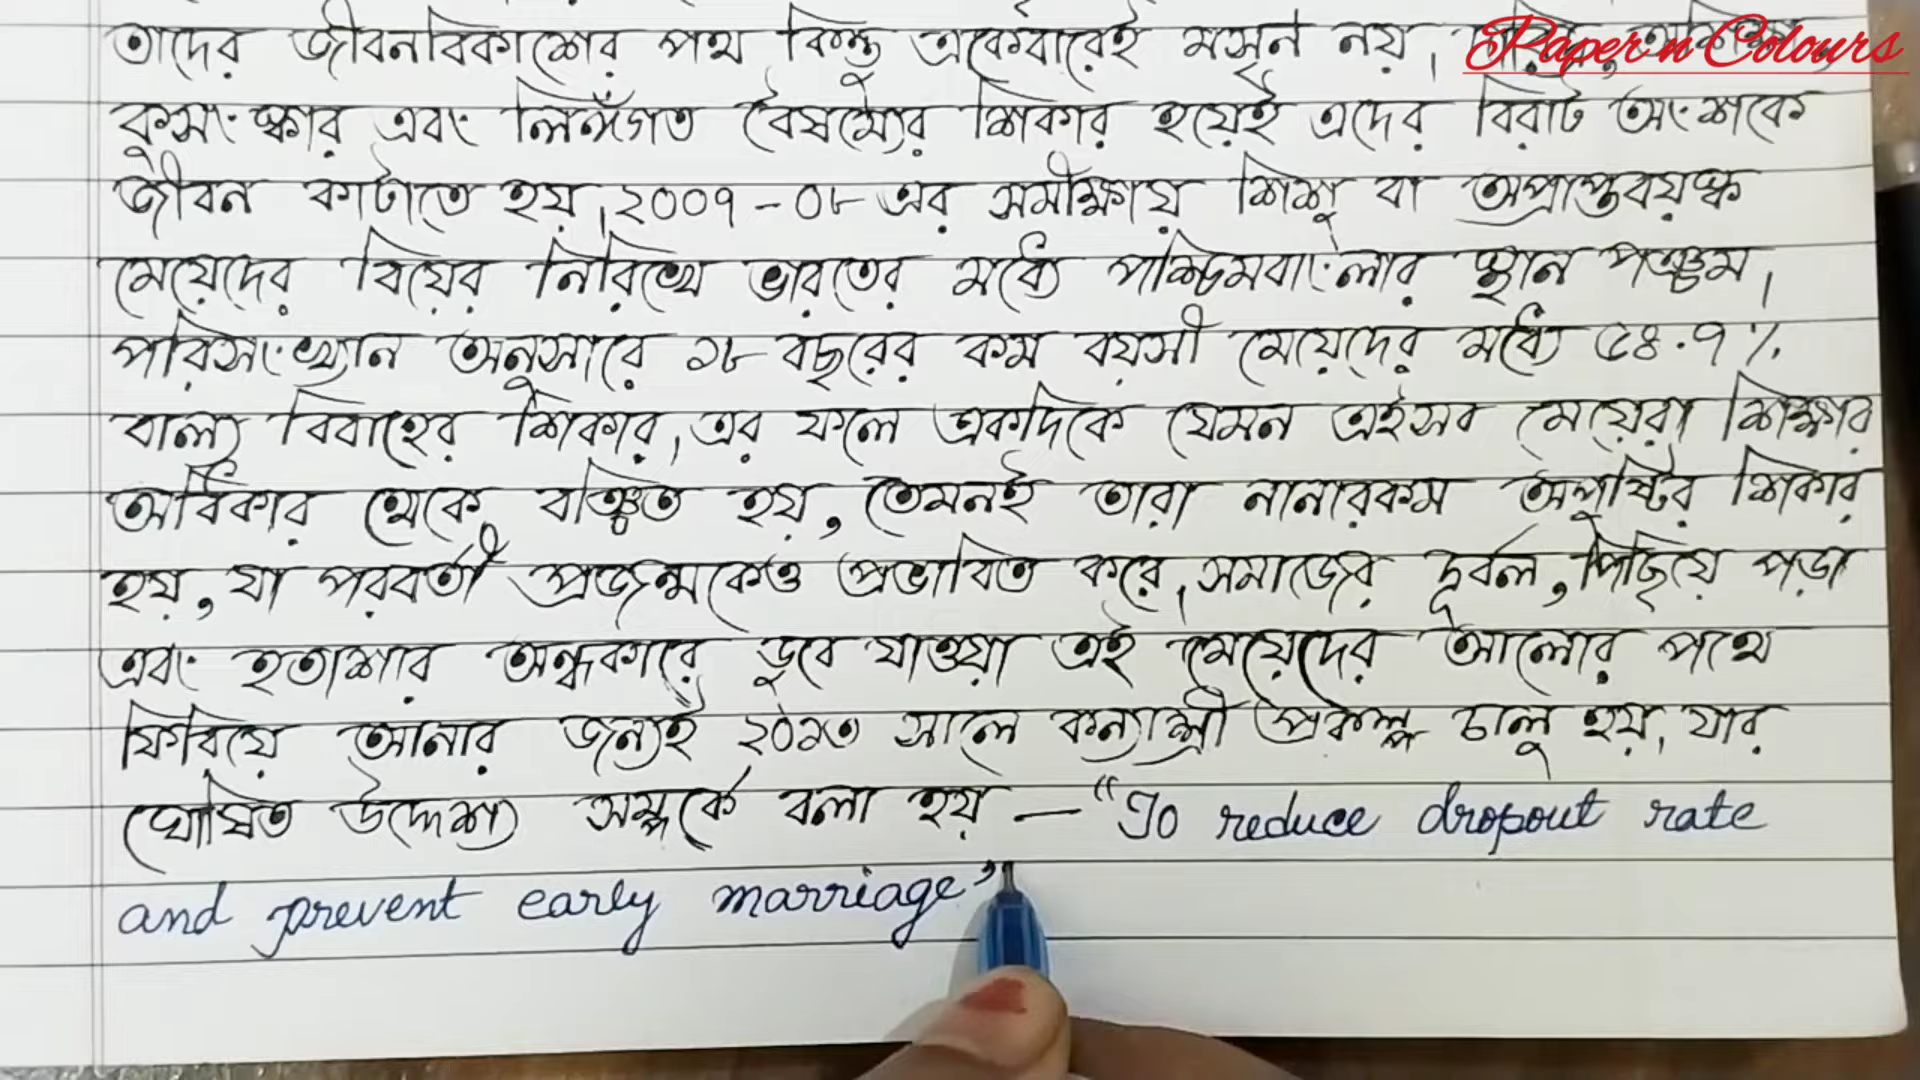 তাদের জীবনবিকাশের পথ কিন্তু একেবারেই মসৃন নয়।
Paper n Colours
কুসংস্কার এবং লিঙ্গগত বৈষম্যের শিকার হয়েই এদের বিরাট অংশকে
জীবন কাটাতে হয়। ২০০৭-০৮ এর সমীক্ষায় শিশু বা অপ্রাপ্তবয়স্ক
মেয়েদের বিয়ের নিরিখে ভারতের মধ্যে পশ্চিমবাংলার স্থান পঞ্চম।
পরিসংখ্যান অনুসারে ১৮ বছরের কম বয়সী মেয়েদের মধ্যে ৫৪.৭%
বাল্য বিবাহের শিকার। এর ফলে একদিকে যেমন এইসব মেয়েরা শিক্ষার
অধিকার থেকে বঞ্চিত হয়, তেমনই তারা নানারকম অপুষ্টির শিকার
হয়, যা পরবর্তী প্রজন্মকেও প্রভাবিত করে। সমাজের দূর্বল, পিছিয়ে পড়া
এবং হতাশার অন্ধকারে ডুবে যাওয়া এই মেয়েদের আলোর পথে
ফিরিয়ে আনার জন্যই ২০১৩ সালে কন্যাশ্রী প্রকল্প চালু হয়, যার
ঘোষিত উদ্দেশ্য সম্পর্কে বলা হয় — "To reduce dropout rate
and prevent early marriage"